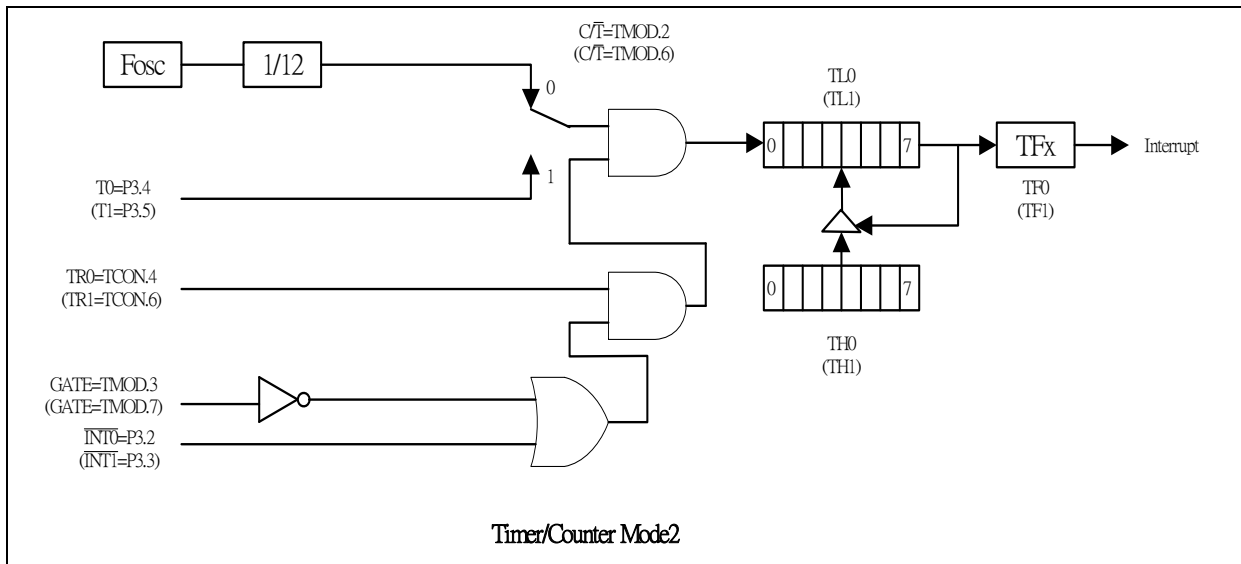 C/T̅=TMOD.2
(C/T̅=TMOD.6)
Fosc
1/12
0
TL0
(TL1)
0
7
TFx
Interrupt
TF0
(TF1)
1
T0=P3.4
(T1=P3.5)
TR0=TCON.4
(TR1=TCON.6)
0
7
TH0
(TH1)
GATE=TMOD.3
(GATE=TMOD.7)
I̅N̅T̅0̅=P3.2
(I̅N̅T̅1̅=P3.3)
Timer/Counter Mode2